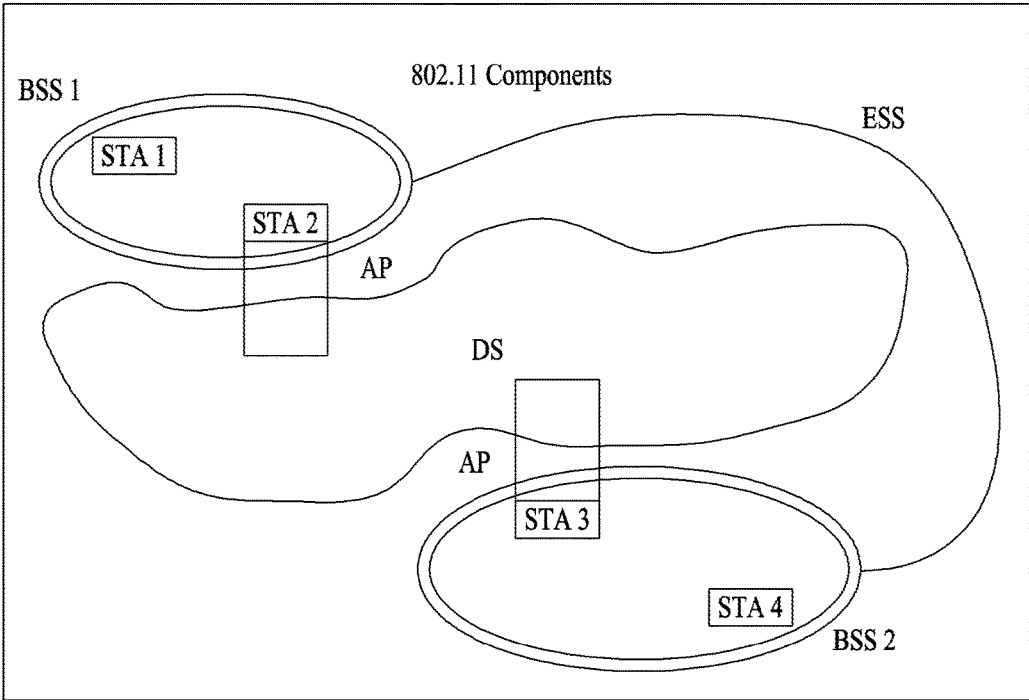 802.11 Components
BSS 1
ESS
STA 1
STA 2
AP
DS
AP
STA 3
STA 4
BSS 2